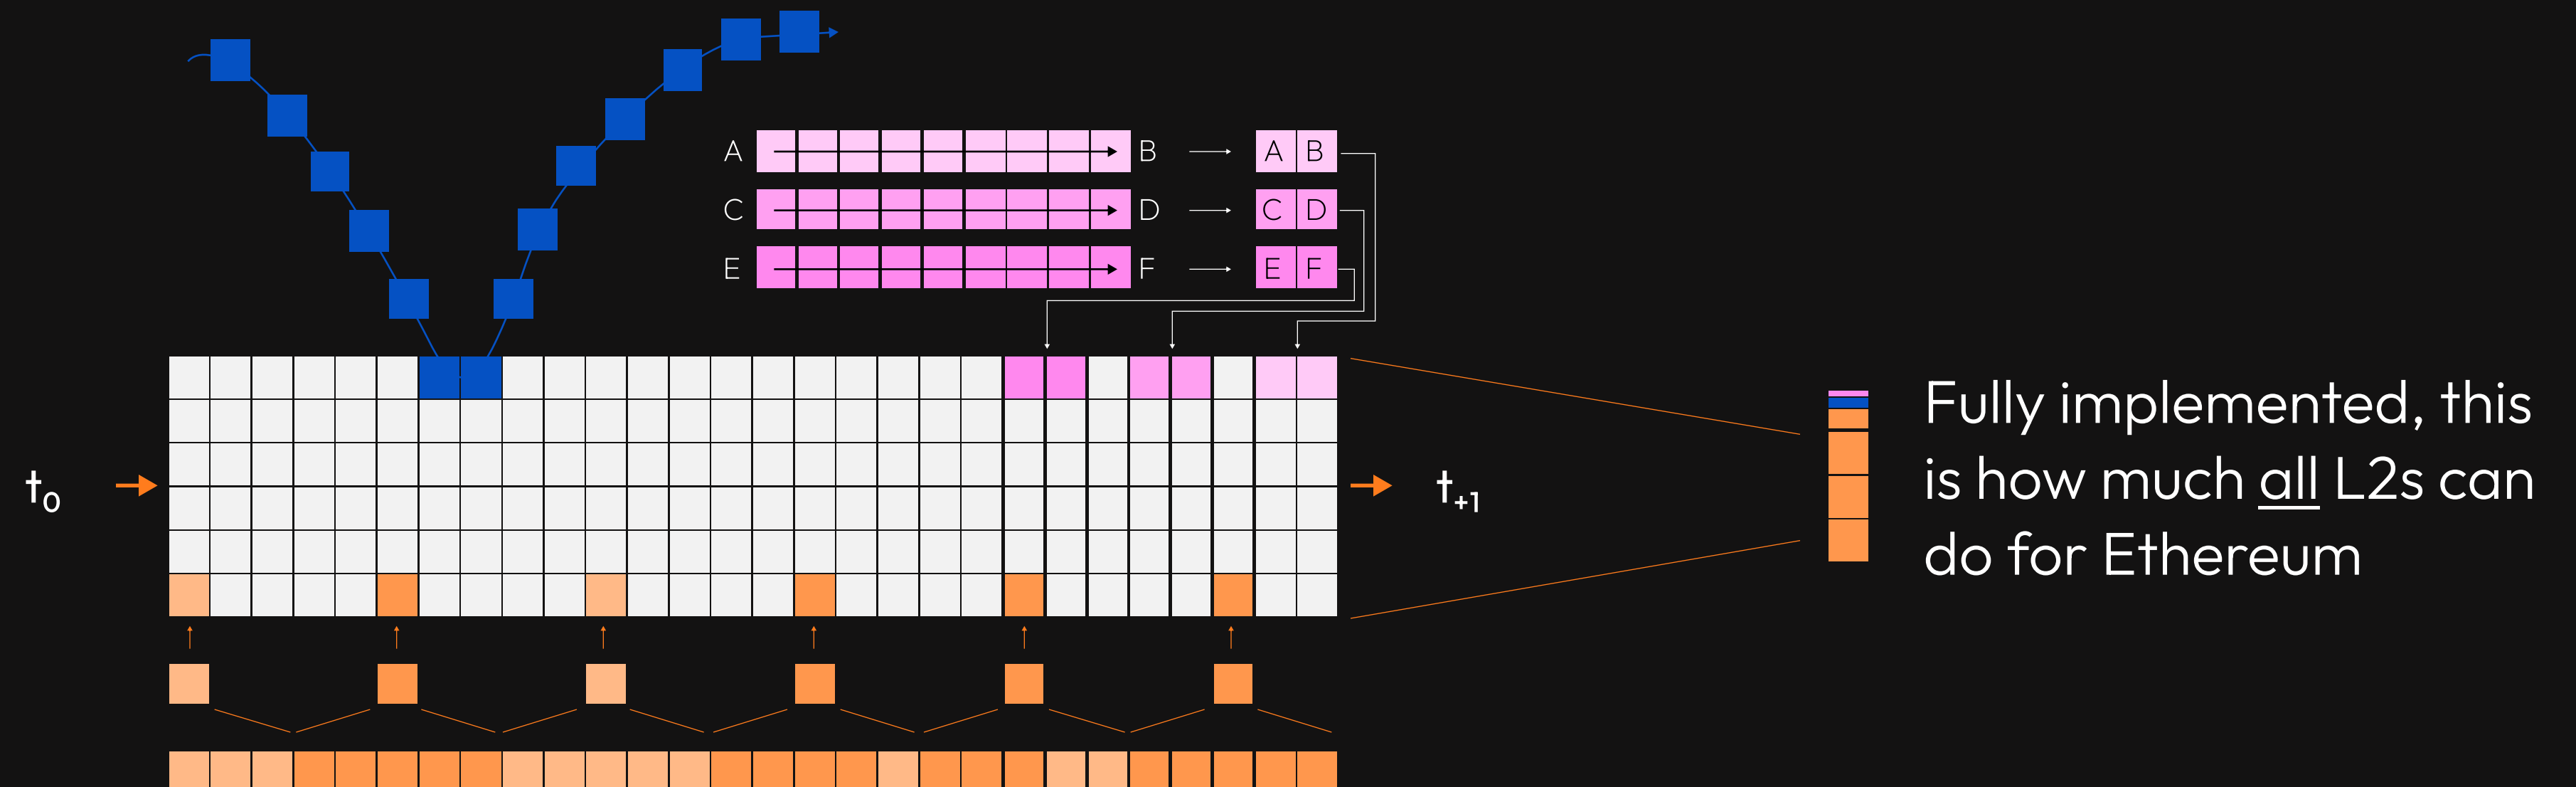 A B A B
C D C D
E F E F
t0
t+1
Fully implemented, this
is how much all L2s can
do for Ethereum